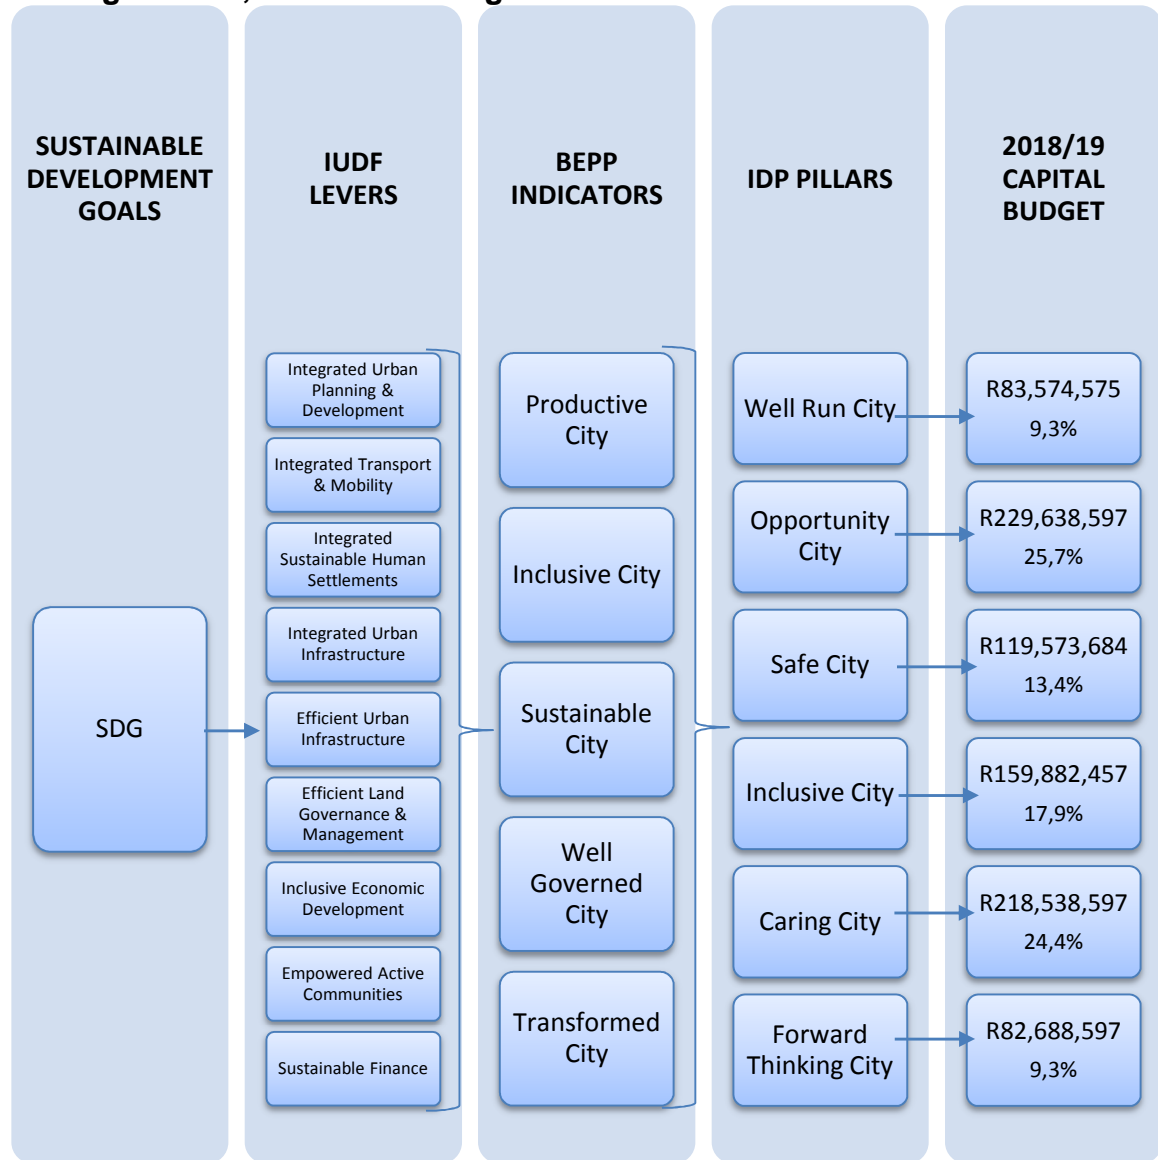 SUSTAINABLE
DEVELOPMENT
GOALS
IUDF
LEVERS
BEPP
INDICATORS
IDP PILLARS
2018/19
CAPITAL
BUDGET
SDG
Integrated Urban
Planning &
Development
Integrated Transport
& Mobility
Integrated
Sustainable Human
Settlements
Integrated Urban
Infrastructure
Efficient Urban
Infrastructure
Efficient Land
Governance &
Management
Inclusive Economic
Development
Empowered Active
Communities
Sustainable Finance
Productive
City
Inclusive City
Sustainable
City
Well
Governed
City
Transformed
City
Well Run City
Opportunity
City
Safe City
Inclusive City
Caring City
Forward
Thinking City
R83,574,575
9,3%
R229,638,597
25,7%
R119,573,684
13,4%
R159,882,457
17,9%
R218,538,597
24,4%
R82,688,597
9,3%